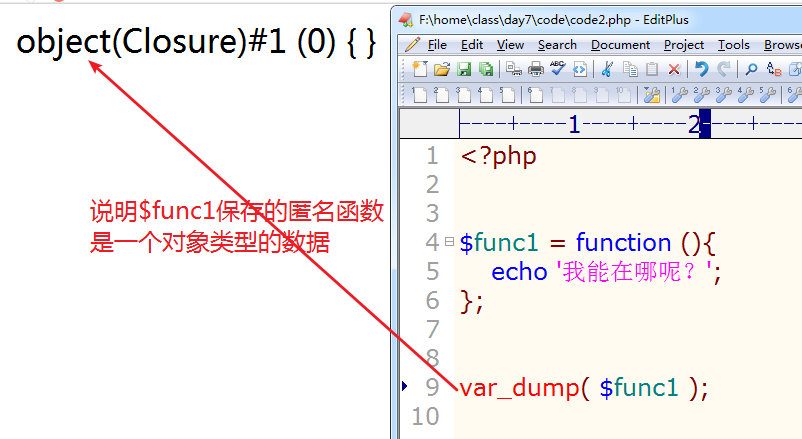 object(Closure)#1 (0) { }
说明$func1保存的匿名函数
是一个对象类型的数据
F:\home\class\day7\code\code2.php - EditPlus
File Edit View Search Document Project Tools Brows
----+----1----+----2----+---
1 <?php
2
3
4 $func1 = function (){
5 echo '我能在哪呢？';
6 };
7
8
9 var_dump( $func1 );
10